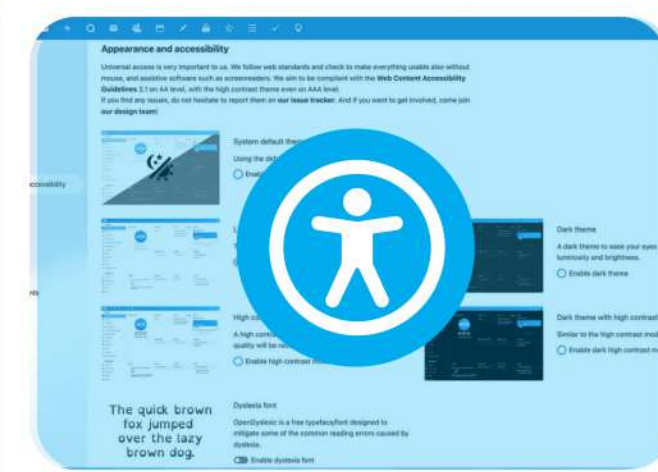 Appearance and accessibility
Universal access is very important to us. We follow web standards and check to make everything usable also without
mouse, and assistive software such as screenreaders. We aim to be compliant with the Web Content Accessibility
Guidelines 2.1 on AA level, with the high contrast theme even on AAA level.
If you find any issues, do not hesitate to report them on our issue tracker. And if you want to get involved, come join
our design team!
accessibility
System default
Using the
Dark theme
A dark theme to ease your eyes
luminosity and brightness.
Enable dark theme
High
A high
quality will be
Enable high contrast
Dark theme with high contrast
Similar to the high contrast
Enable dark high contrast
The quick brown
fox jumped
over the lazy
brown dog.
Dyslexia font
OpenDyslexic is a free typeface/font designed to
mitigate some of the common reading errors caused by
dyslexia.
Enable dyslexia font